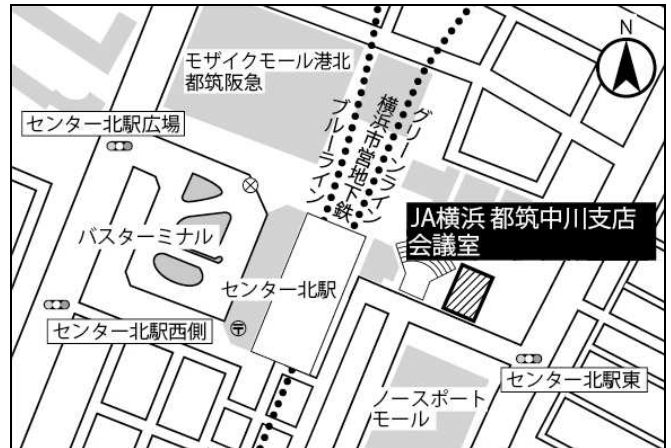 N
モザイクモール港北
都筑阪急
センター北駅広場
ブルーライン
横浜市営地下鉄
グリーンライン
JA横浜 都筑中川支店
会議室
バスターミナル
センター北駅
センター北駅西側
センター北駅東
ノースポート
モール